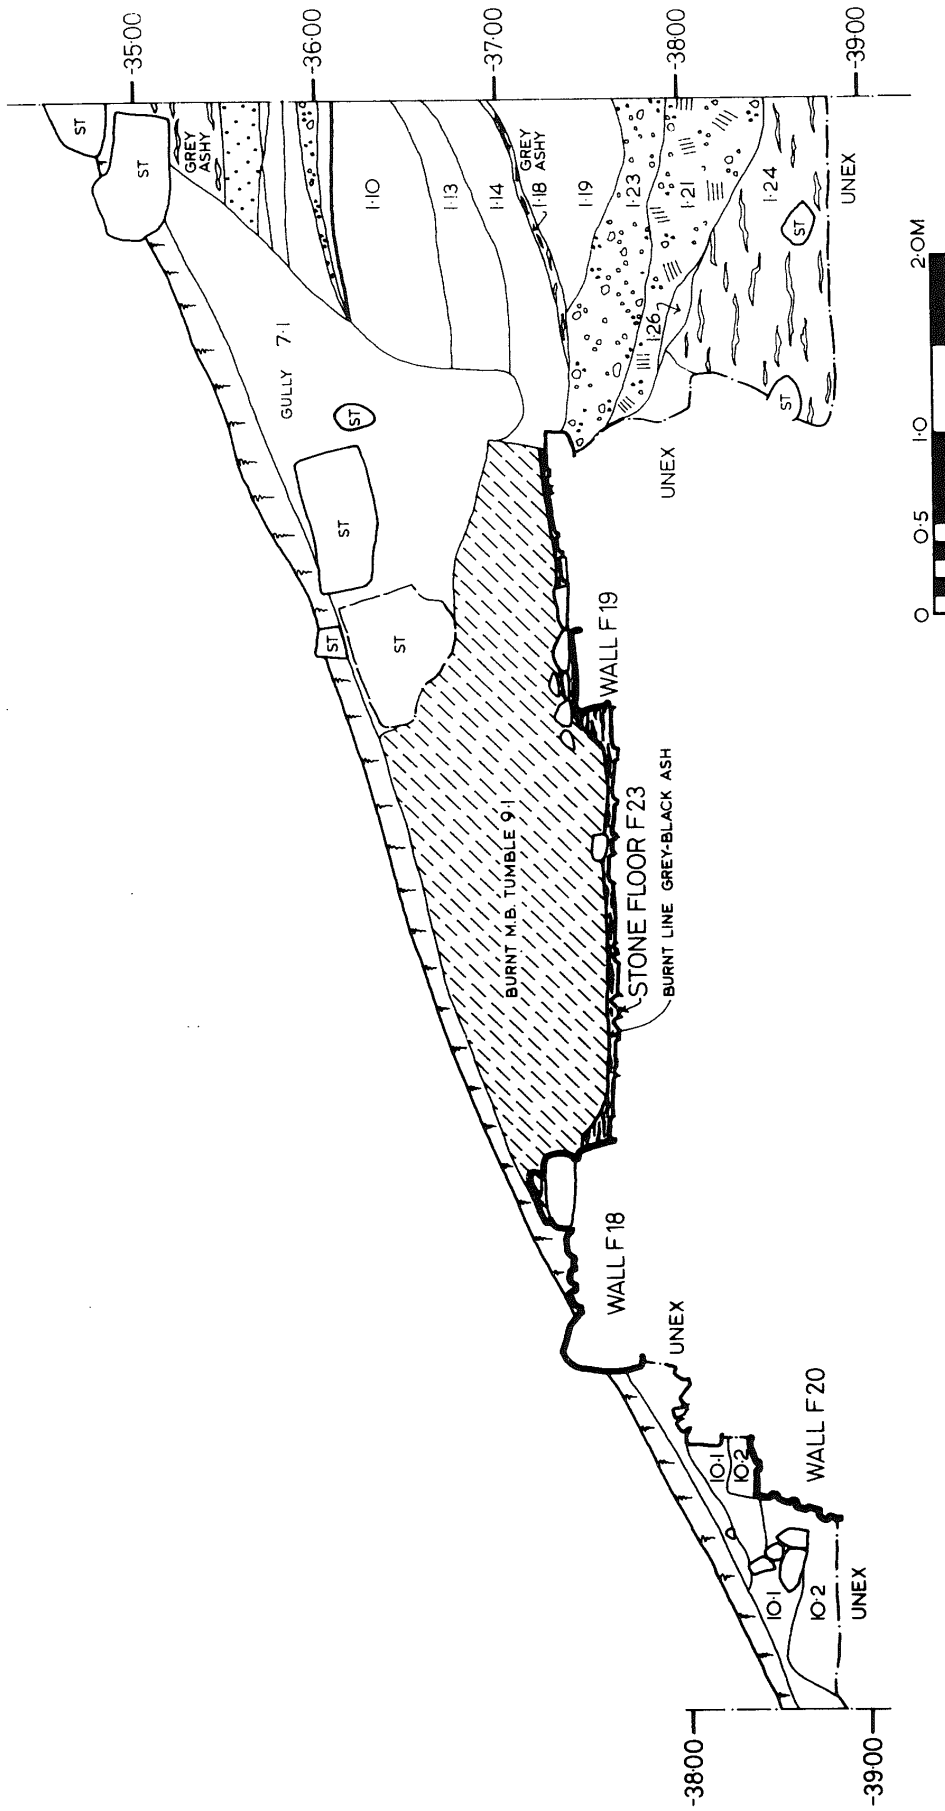 -35·00
-36·00
-37·00
-38·00
-39·00
ST
ST
GREY
ASHY
GULLY 7·1
ST
ST
ST
ST
1·10
1·13
1·14
GREY
ASHY
1·18
1·19
1·23
1·21
1·26
1·24
ST
ST
UNEX
UNEX
BURNT M.B. TUMBLE 9·1
WALL F19
STONE FLOOR F23
BURNT LINE GREY-BLACK ASH
WALL F18
UNEX
WALL F20
10·1
10·2
10·1
10·2
UNEX
-38·00
-39·00
0 0·5 1·0 2·0M